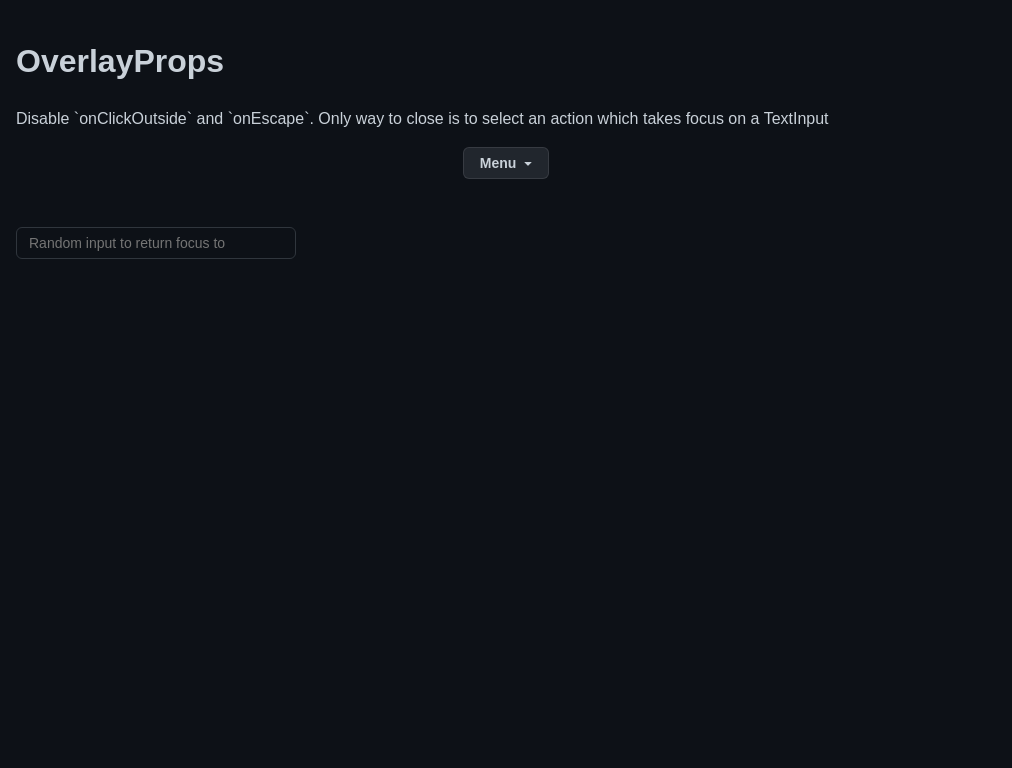 OverlayProps
Disable `onClickOutside` and `onEscape`. Only way to close is to select an action which takes focus on a TextInput
Menu
Random input to return focus to